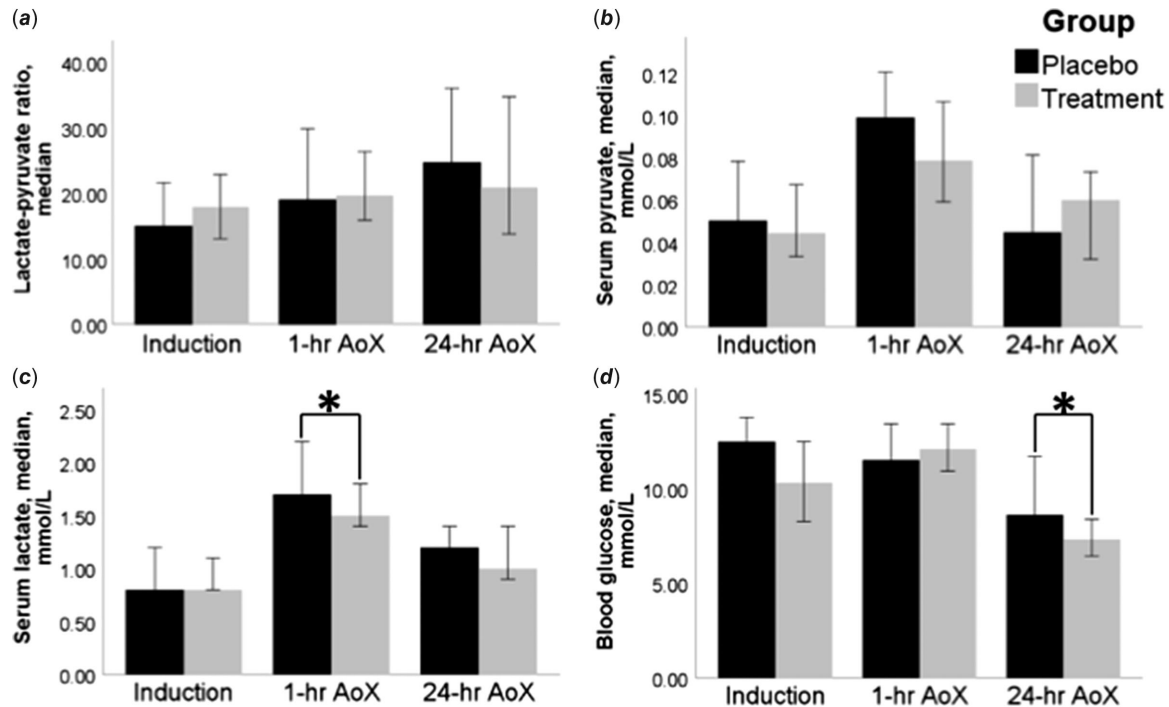 (a)
Lactate-pyruvate ratio,
median
40.00
30.00
20.00
10.00
0.00
Induction 1-hr AoX 24-hr AoX
(b)
Serum pyruvate, median,
mmol/L
0.12
0.10
0.08
0.06
0.04
0.02
0.00
Induction 1-hr AoX 24-hr AoX
Group
Placebo
Treatment
(c)
Serum lactate, median,
mmol/L
2.50
2.00
1.50
1.00
0.50
0.00
*
Induction 1-hr AoX 24-hr AoX
(d)
Blood glucose, median,
mmol/L
15.00
10.00
5.00
.00
*
Induction 1-hr AoX 24-hr AoX